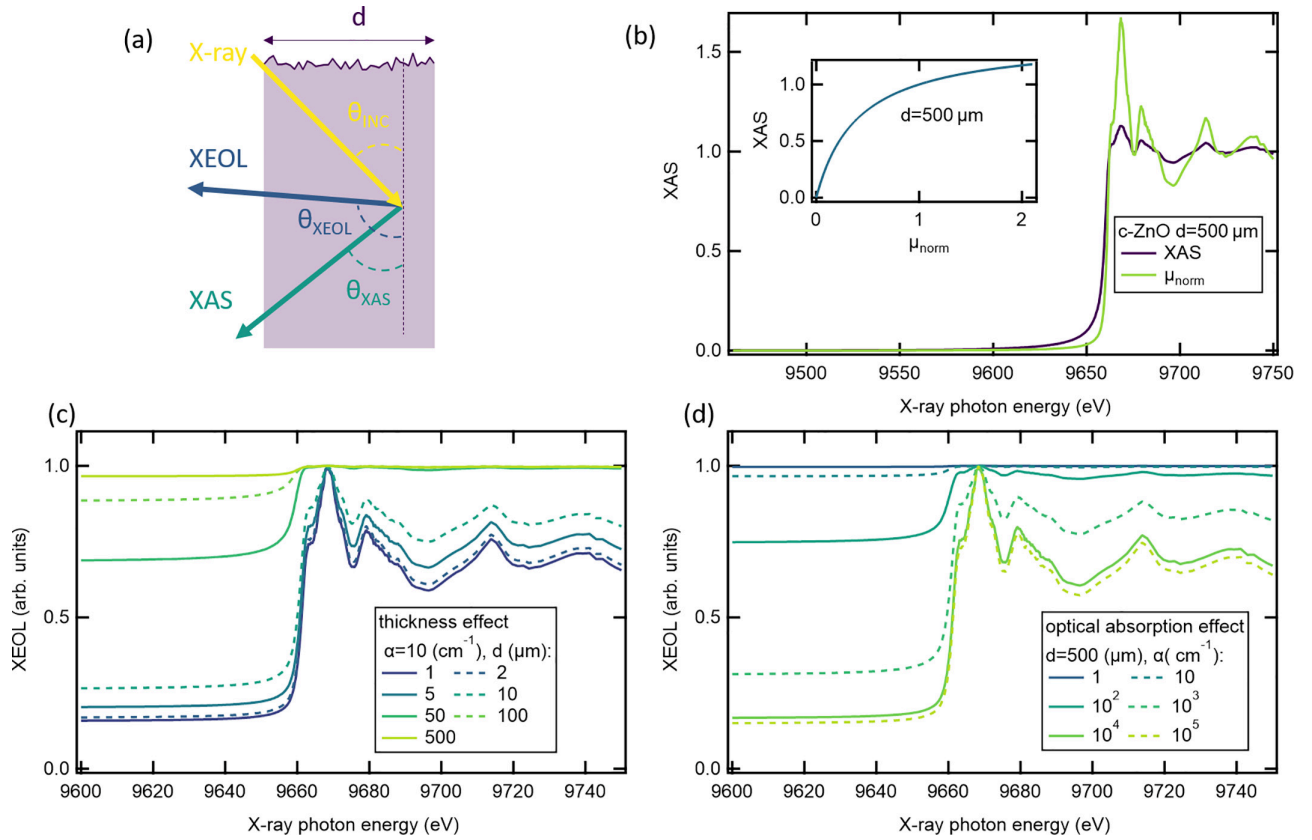 (a)
d
X-ray
θINC
XEOL
θXEOL
XAS
θXAS
(b)
XAS
1.5
1.0
0.5
0.0
XAS
1.0
0.5
0.0
d=500 µm
0 1 2
µnorm
c-ZnO d=500 µm
XAS
µnorm
9500 9550 9600 9650 9700 9750
X-ray photon energy (eV)
(c)
XEOL (arb. units)
1.0
0.5
0.0
thickness effect
α=10 (cm⁻¹), d (µm):
1 2
5 10
50 100
500
9600 9620 9640 9660 9680 9700 9720 9740
X-ray photon energy (eV)
(d)
XEOL (arb. units)
1.0
0.5
0.0
optical absorption effect
d=500 (µm), α( cm⁻¹):
1 10
10² 10³
10⁴ 10⁵
9600 9620 9640 9660 9680 9700 9720 9740
X-ray photon energy (eV)